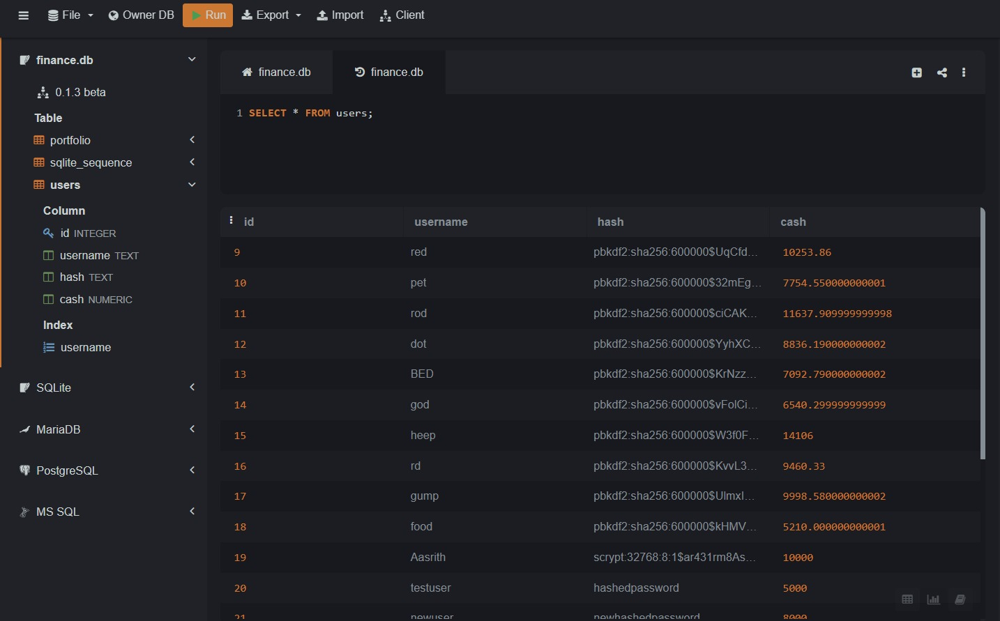 File Owner DB Run Export Import Client
finance.db
0.1.3 beta
Table
portfolio
sqlite_sequence
users
Column
id INTEGER
username TEXT
hash TEXT
cash NUMERIC
Index
username
SQLite
MariaDB
PostgreSQL
MS SQL
finance.db finance.db
1 SELECT * FROM users;
id username hash cash
9 red pbkdf2:sha256:600000$UqCfd... 10253.86
10 pet pbkdf2:sha256:600000$32mEg... 7754.550000000001
11 rod pbkdf2:sha256:600000$ciCAK... 11637.909999999998
12 dot pbkdf2:sha256:600000$YyhXC... 8836.190000000002
13 BED pbkdf2:sha256:600000$KrNzz... 7092.790000000002
14 god pbkdf2:sha256:600000$vFolCi... 6540.299999999999
15 heep pbkdf2:sha256:600000$W3f0F... 14106
16 rd pbkdf2:sha256:600000$KvvL3... 9460.33
17 gump pbkdf2:sha256:600000$UlmxI... 9998.580000000002
18 food pbkdf2:sha256:600000$kHMV... 5210.000000000001
19 Aasrith scrypt:32768:8:1$ar431rm8As... 10000
20 testuser hashedpassword 5000
21 newuser newhashedpassword 8000